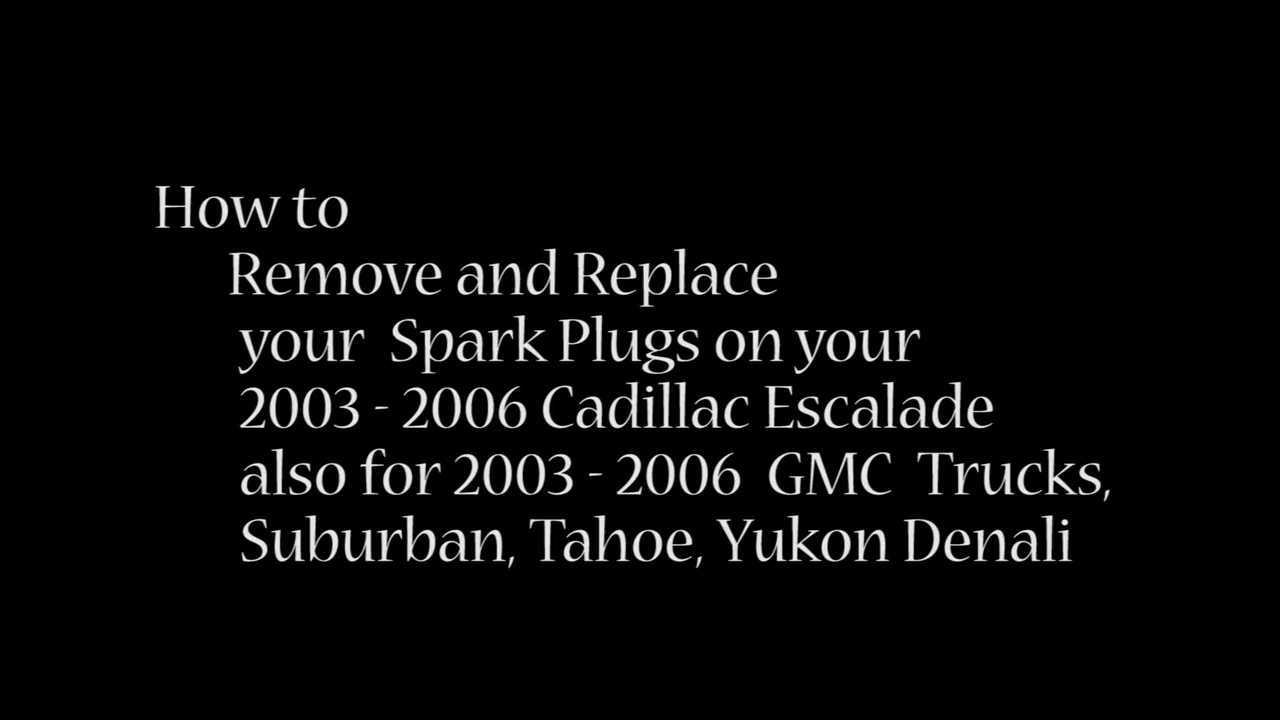 How to
Remove and Replace
your Spark Plugs on your
2003 - 2006 Cadillac Escalade
also for 2003 - 2006 GMC Trucks,
Suburban, Tahoe, Yukon Denali